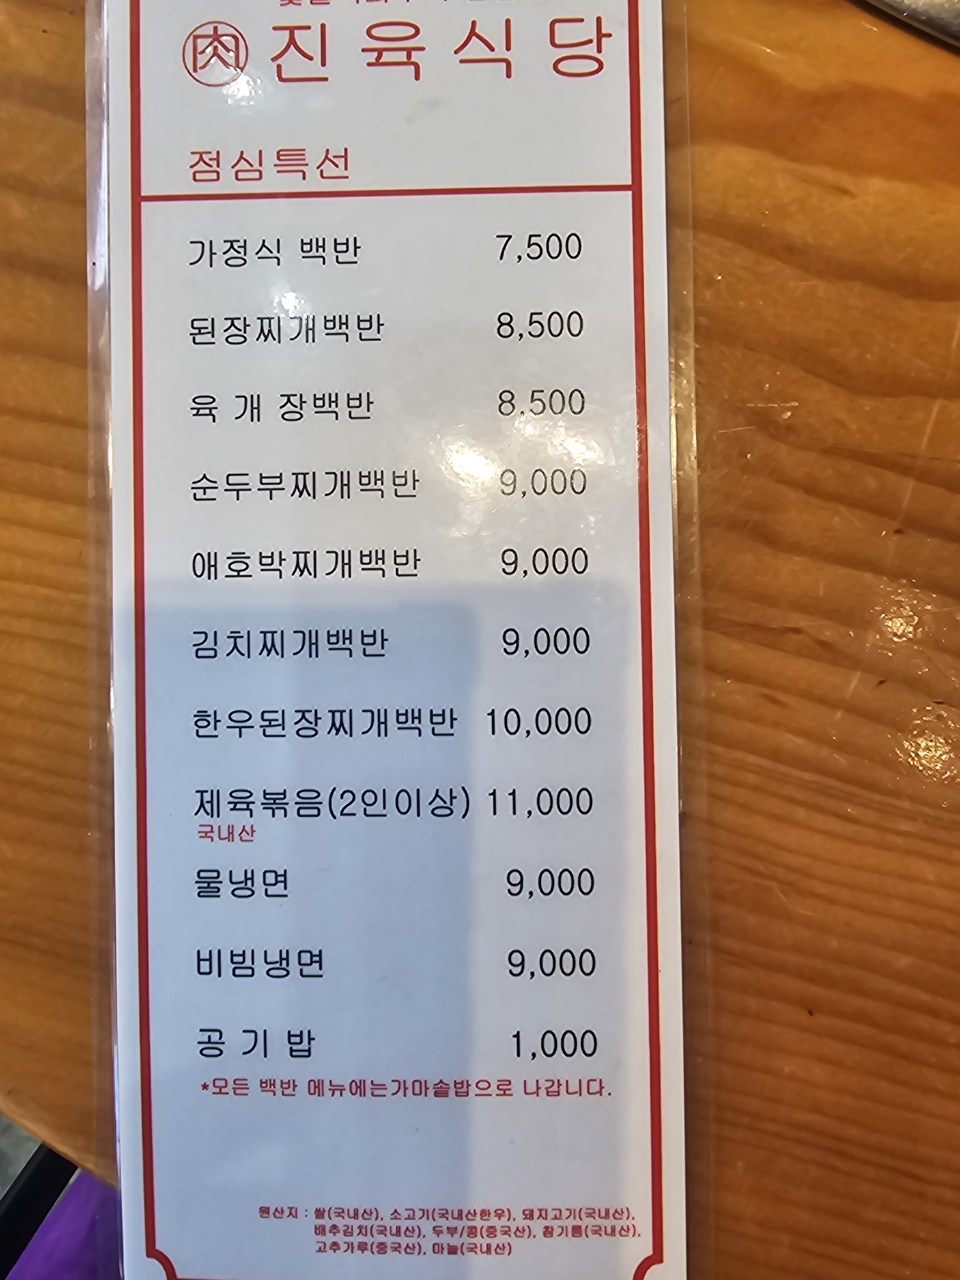 肉 진육식당
점심특선
가정식 백반 7,500
된장찌개백반 8,500
육 개 장백반 8,500
순두부찌개백반 9,000
애호박찌개백반 9,000
김치찌개백반 9,000
한우된장찌개백반 10,000
제육볶음(2인이상) 11,000
국내산
물냉면 9,000
비빔냉면 9,000
공 기 밥 1,000
*모든 백반 메뉴에는가마솥밥으로 나갑니다.
원산지 : 쌀(국내산), 소고기(국내산한우), 돼지고기(국내산),
배추김치(국내산), 두부/콩(중국산), 참기름(국내산),
고추가루(중국산), 마늘(국내산)